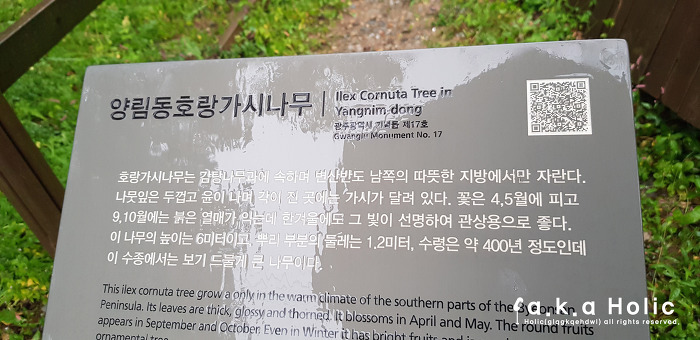 양림동호랑가시나무
Ilex Cornuta Tree in
Yangnim-dong
광주광역시 기념물 제17호
Gwangju Monument No. 17
호랑가시나무는 감탕나무과에 속하며 변산반도 남쪽의 따뜻한 지방에서만 자란다.
나뭇잎은 두껍고 윤이 나며 각이 진 곳에는 가시가 달려 있다. 꽃은 4,5월에 피고
9,10월에는 붉은 열매가 익는데 한겨울에도 그 빛이 선명하여 관상용으로 좋다.
이 나무의 높이는 6미터이고, 뿌리 부분의 둘레는 1.2미터, 수령은 약 400년 정도인데
이 수종에서는 보기 드물게 큰 나무이다.
This ilex cornuta tree grow a only in the warm climate of the southern parts of the Byeonsan
Peninsula. Its leaves are thick, glossy and thorned. It blossoms in April and May. The round fruits
appears in September and October. Even in Winter it has bright fruits and
ornamental tree.
a.k.a Holic
Holic(qlqgkqehdwl) all rights reserved.